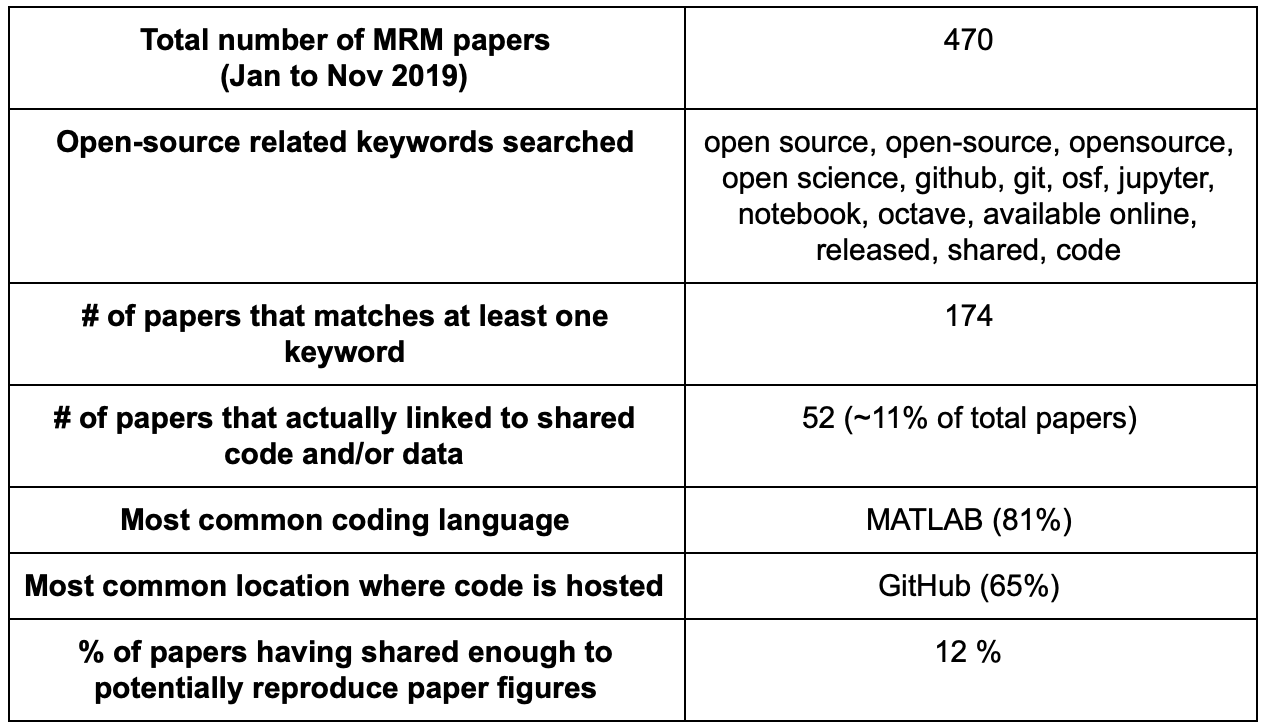 Total number of MRM papers
(Jan to Nov 2019)
470
Open-source related keywords searched
open source, open-source, opensource,
open science, github, git, osf, jupyter,
notebook, octave, available online,
released, shared, code
# of papers that matches at least one
keyword
174
# of papers that actually linked to shared
code and/or data
52 (~11% of total papers)
Most common coding language
MATLAB (81%)
Most common location where code is hosted
GitHub (65%)
% of papers having shared enough to
potentially reproduce paper figures
12 %